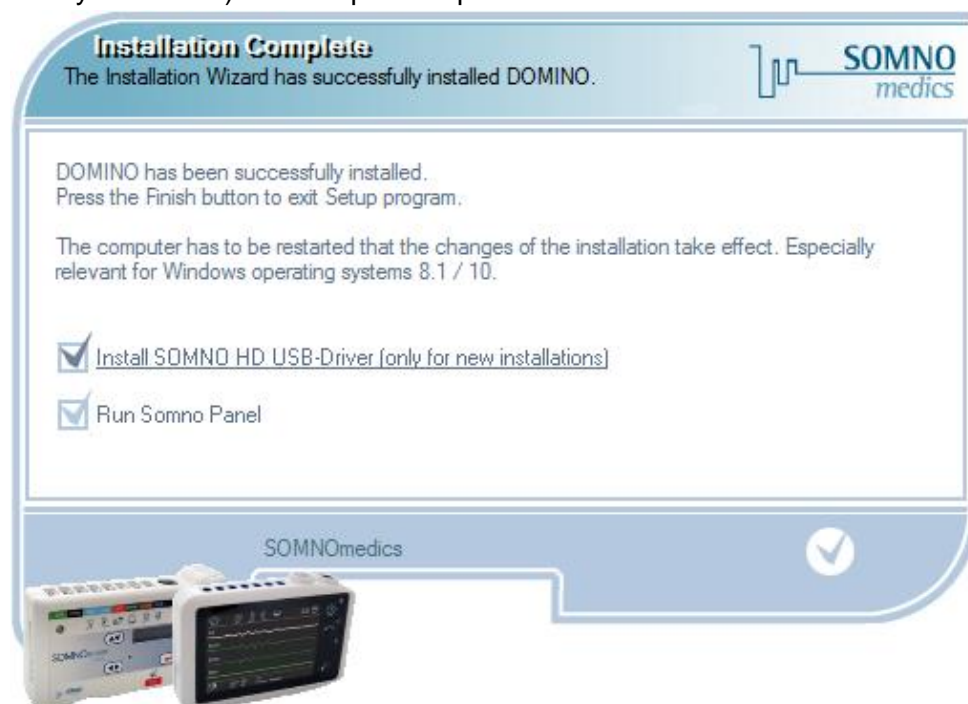 Installation Complete
The Installation Wizard has successfully installed DOMINO.
SOMNO
medics
DOMINO has been successfully installed.
Press the Finish button to exit Setup program.
The computer has to be restarted that the changes of the installation take effect. Especially
relevant for Windows operating systems 8.1 / 10.
Install SOMNO HD USB-Driver (only for new installations)
Run Somno Panel
SOMNOmedics